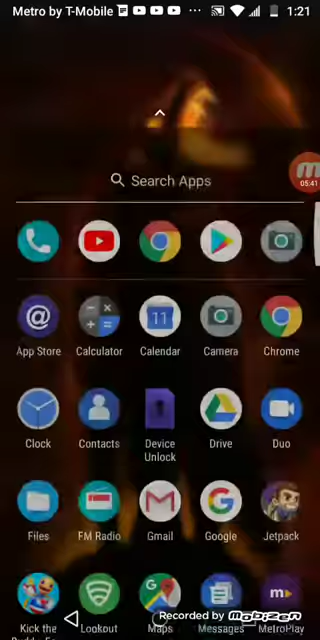 Metro by T-Mobile 1:21
Search Apps
05:41
11
App Store Calculator Calendar Camera Chrome
Clock Contacts Device Unlock Drive Duo
Files FM Radio Gmail Google Jetpack
Kick the Lookout Maps Messages MetroPlay
Recorded by MOBIZEN